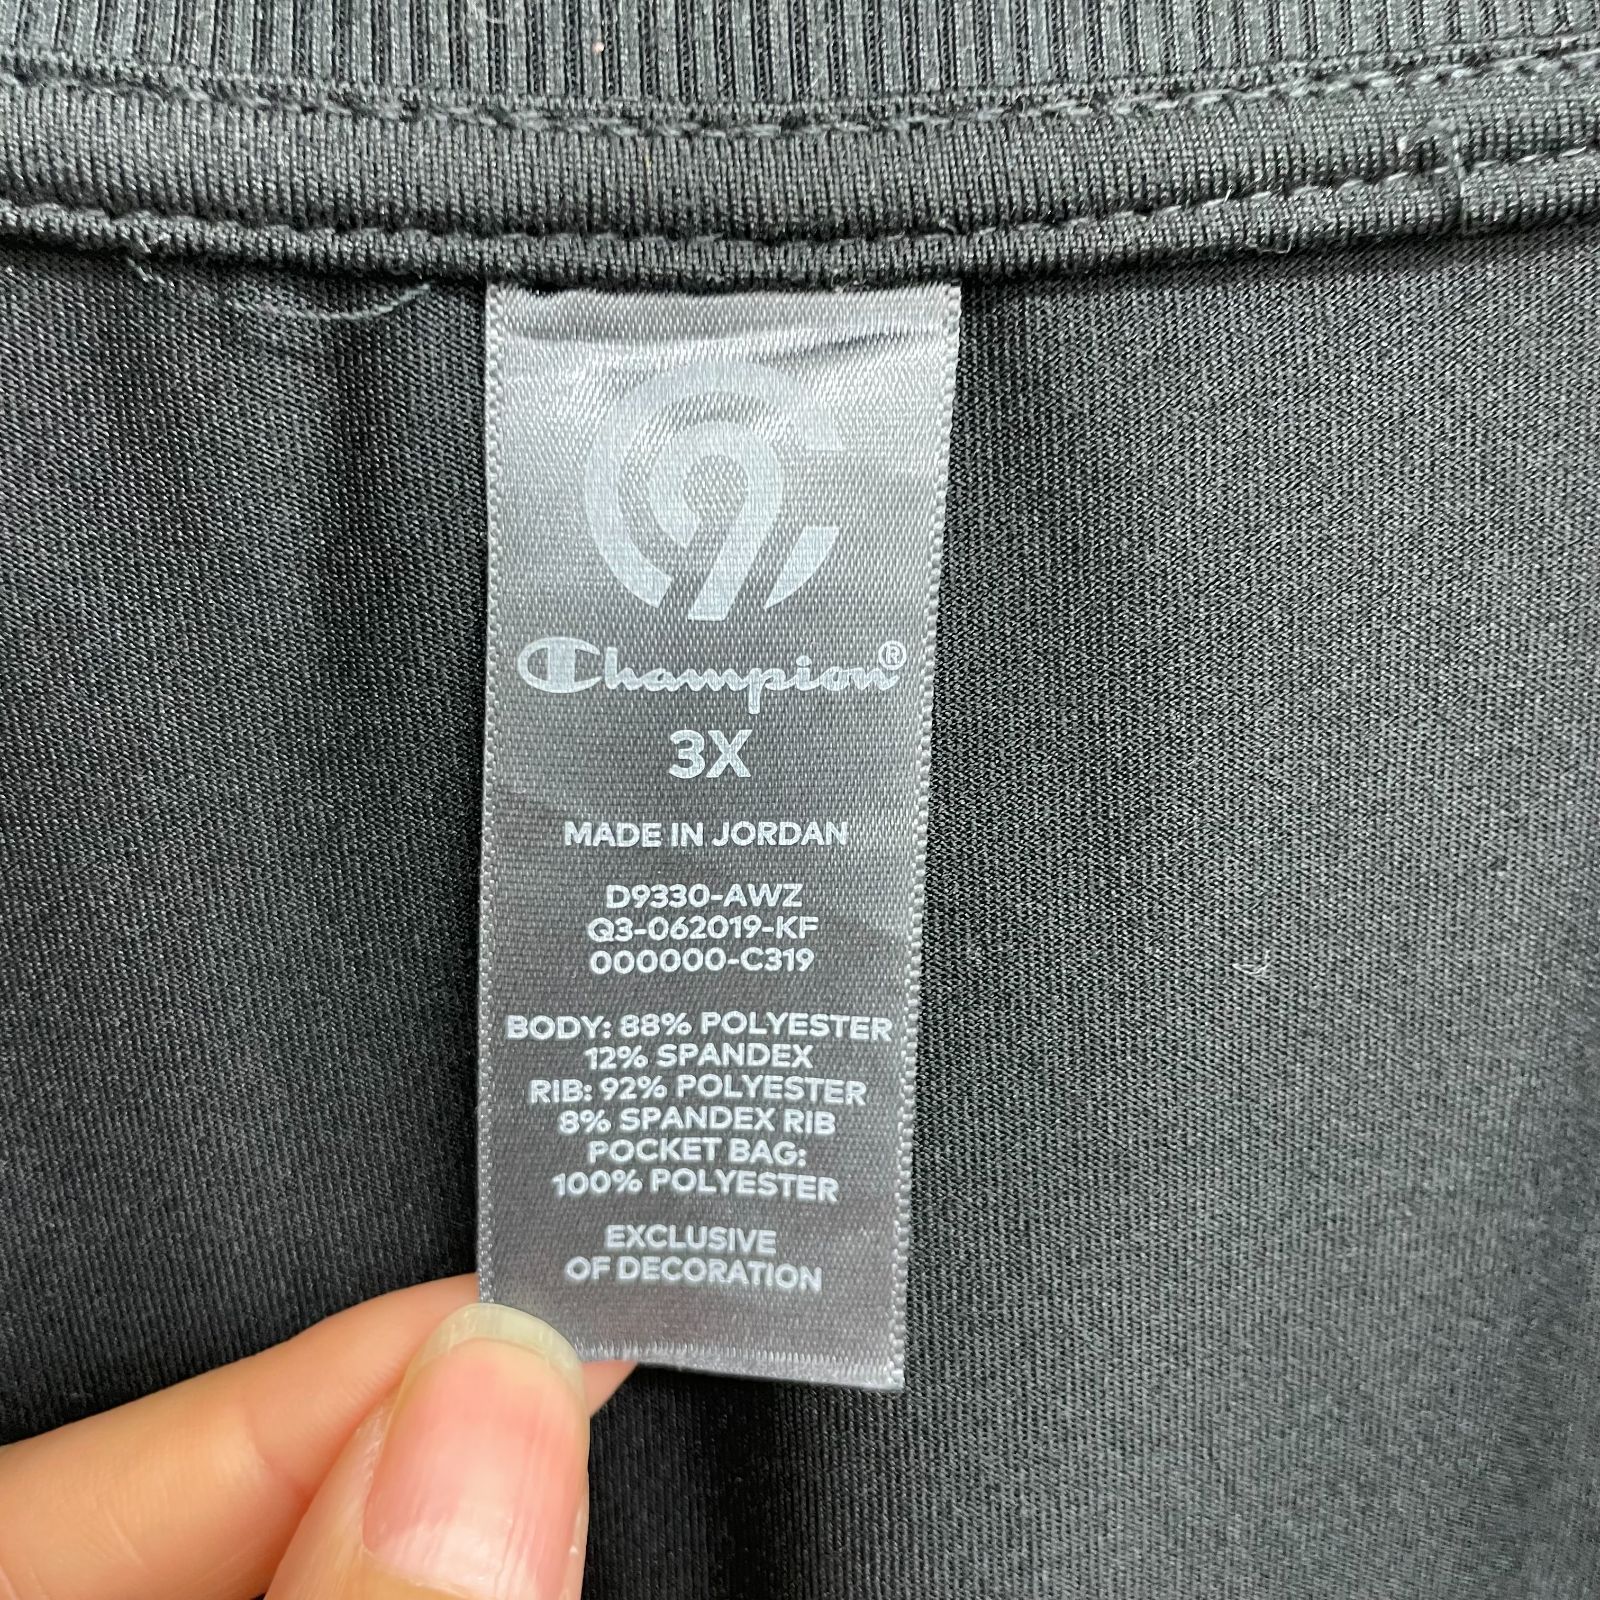 C9
Champion®
3X
MADE IN JORDAN
D9330-AWZ
Q3-062019-KF
000000-C319
BODY: 88% POLYESTER
12% SPANDEX
RIB: 92% POLYESTER
8% SPANDEX RIB
POCKET BAG:
100% POLYESTER
EXCLUSIVE
OF DECORATION